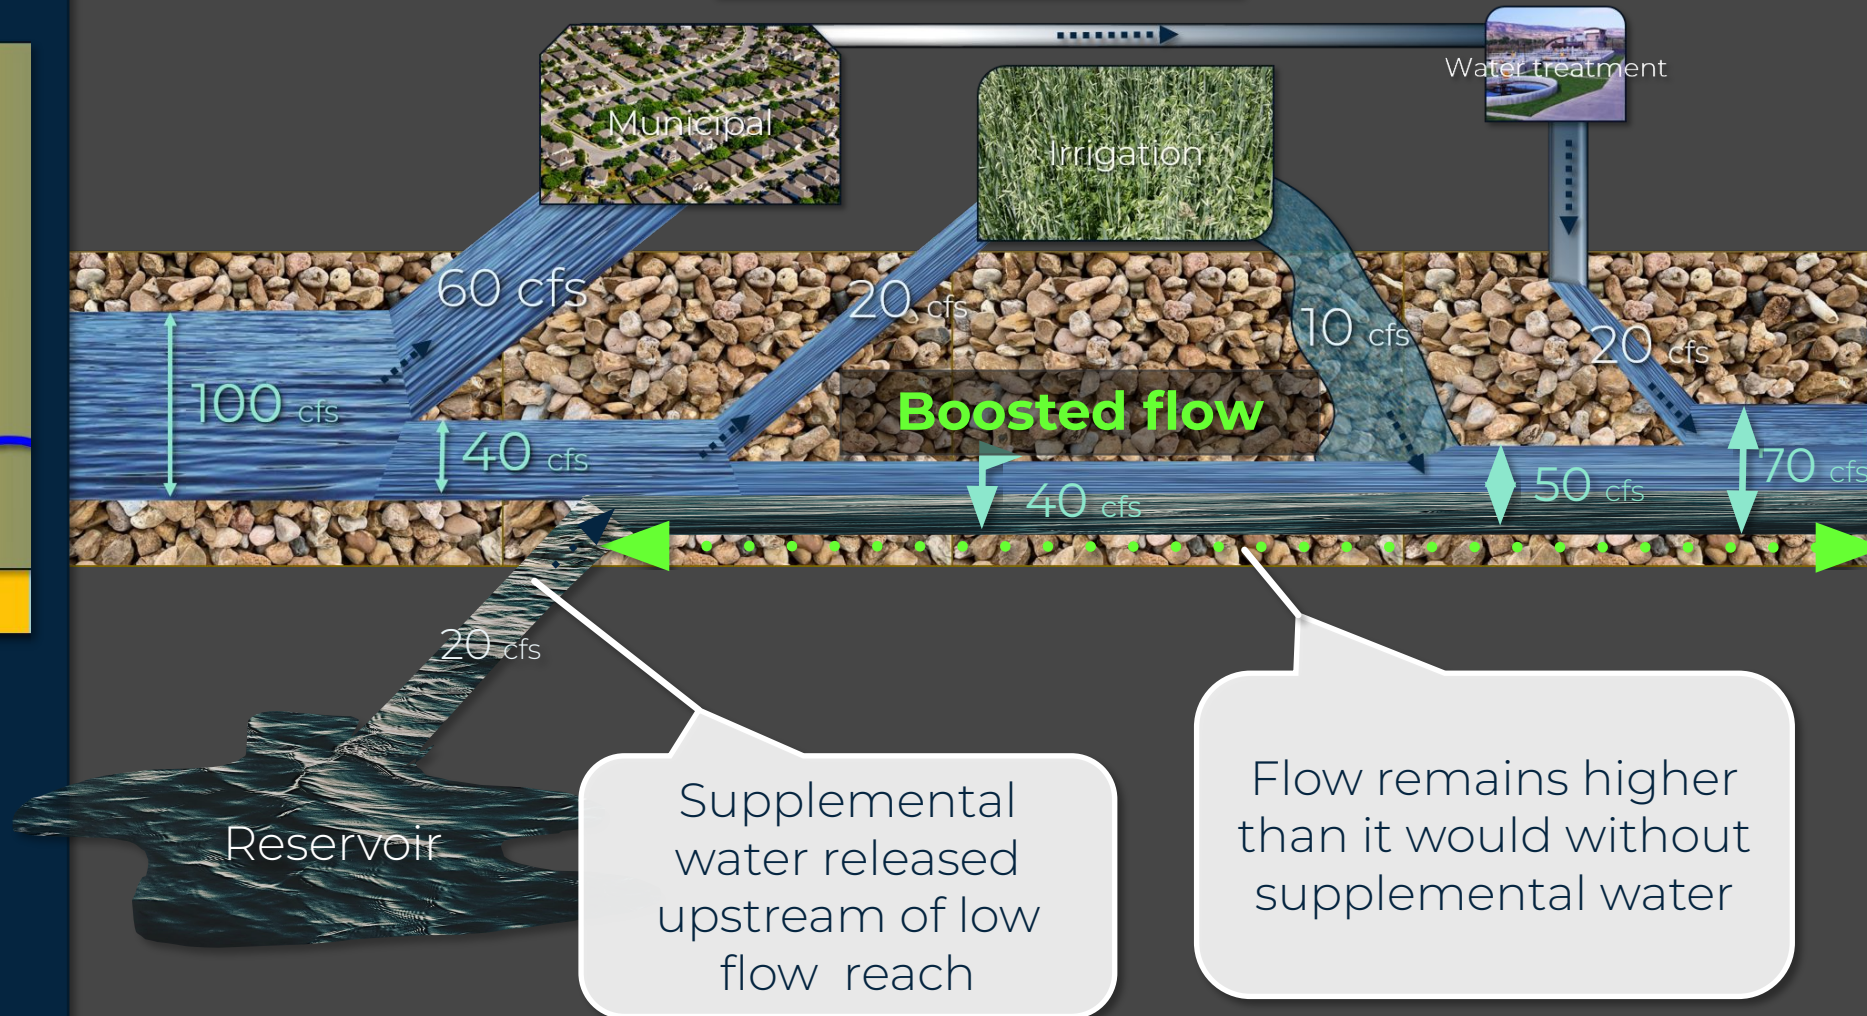 Municipal
Irrigation
Water treatment
60 cfs
20 cfs
10 cfs
20 cfs
100 cfs
40 cfs
Boosted flow
40 cfs
50 cfs
70 cfs
20 cfs
Reservoir
Supplemental
water released
upstream of low
flow reach
Flow remains higher
than it would without
supplemental water